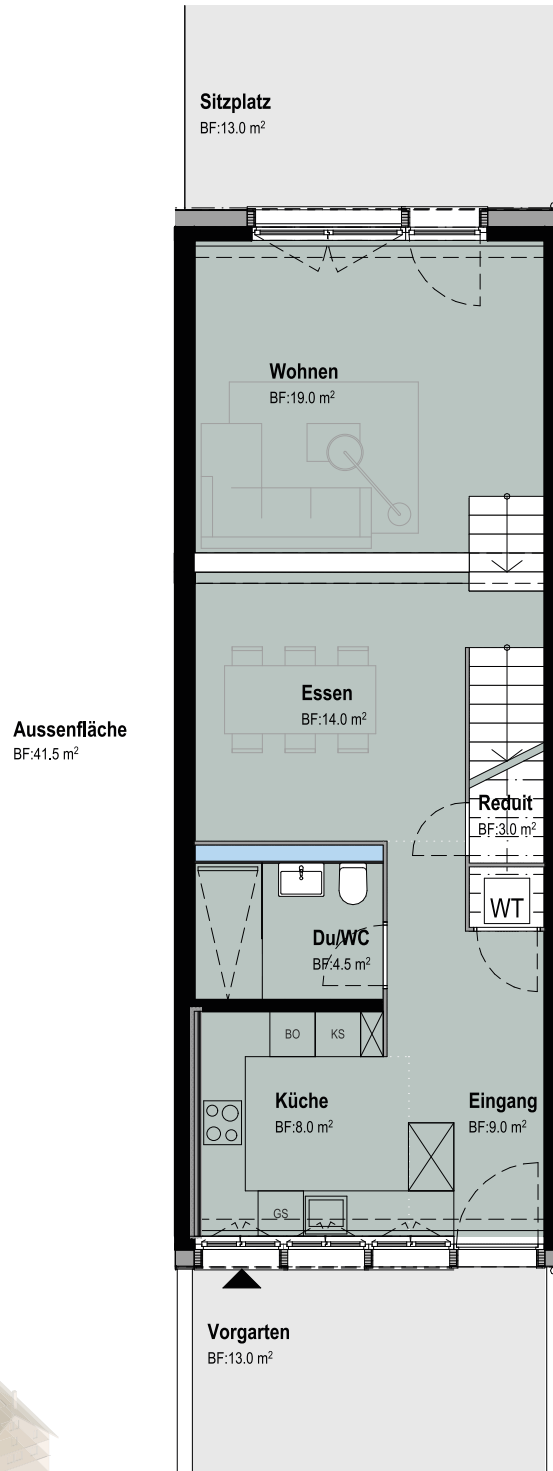 Sitzplatz
BF:13.0 m²
Wohnen
BF:19.0 m²
Essen
BF:14.0 m²
Aussenfläche
BF:41.5 m²
Reduit
BF:3.0 m²
WT
Du/WC
BF:4.5 m²
BO KS
Küche
BF:8.0 m²
Eingang
BF:9.0 m²
GS
Vorgarten
BF:13.0 m²